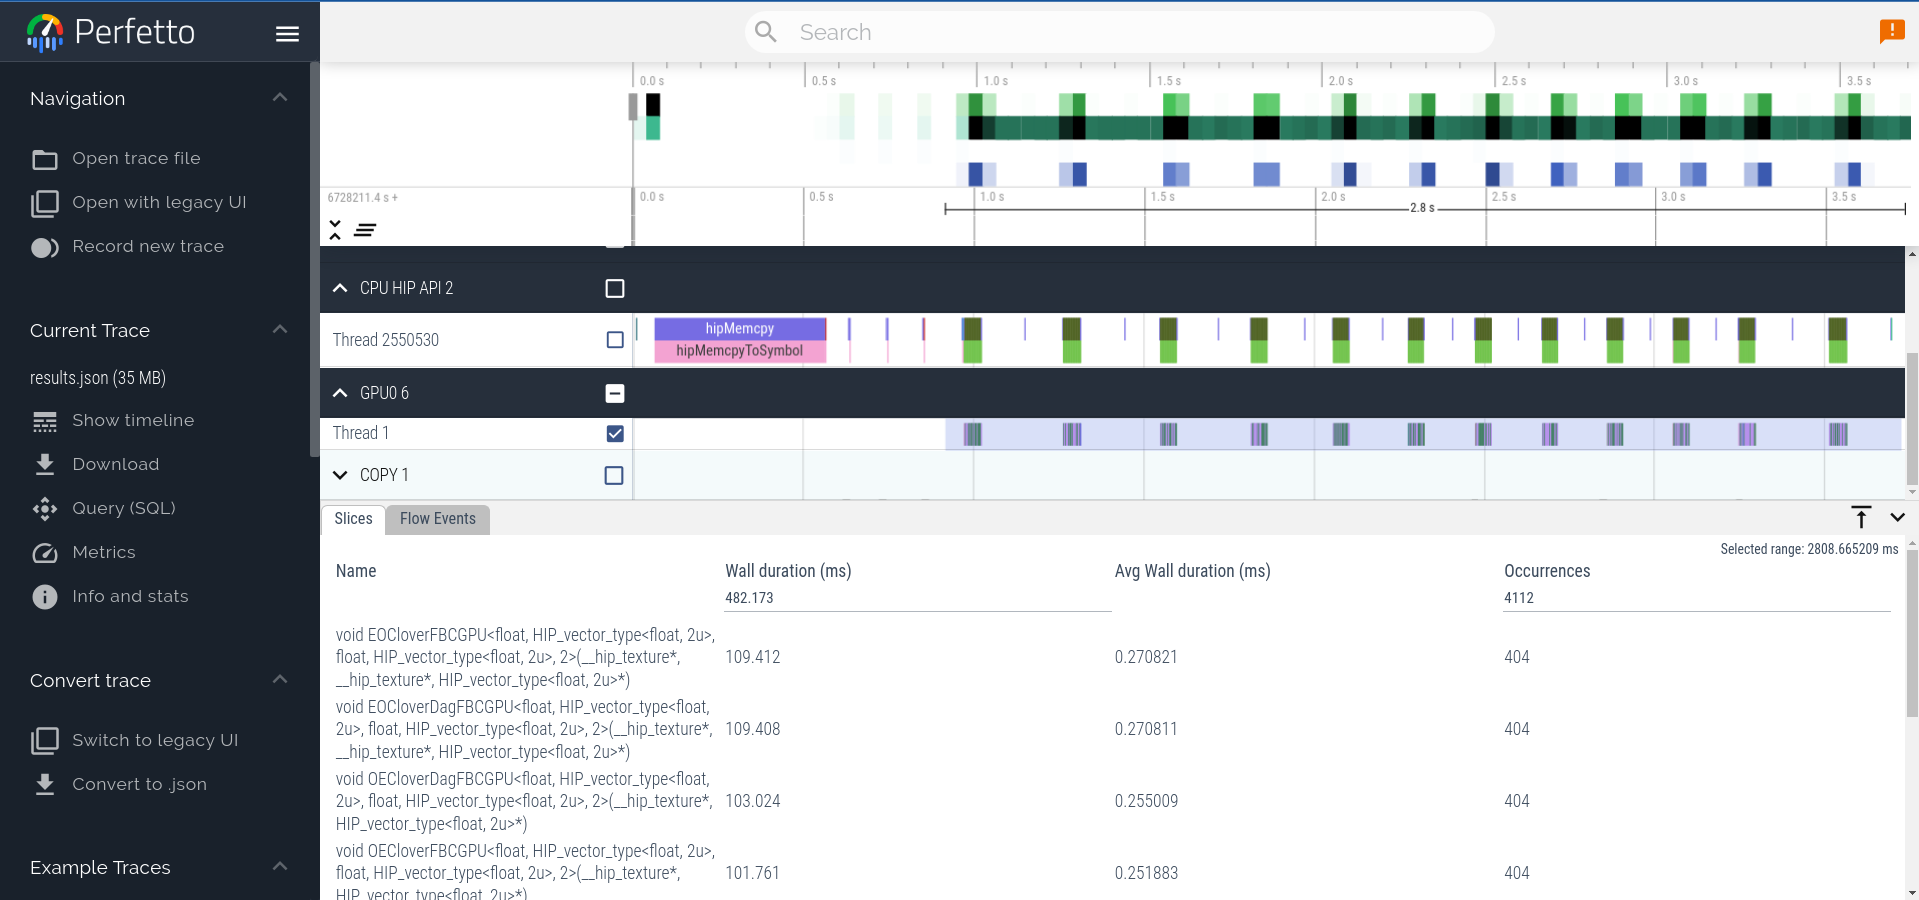 Perfetto
Search
Navigation
Open trace file
Open with legacy UI
Record new trace
Current Trace
results.json (35 MB)
Show timeline
Download
Query (SQL)
Metrics
Info and stats
Convert trace
Switch to legacy UI
Convert to .json
Example Traces
0.0 s 0.5 s 1.0 s 1.5 s 2.0 s 2.5 s 3.0 s 3.5 s
6728211.4 s + 0.0 s 0.5 s 1.0 s 1.5 s 2.0 s 2.5 s 3.0 s 3.5 s
2.8 s
CPU HIP API 2
Thread 2550530
hipMemcpy
hipMemcpyToSymbol
GPU0 6
Thread 1
COPY 1
Slices Flow Events
Selected range: 2808.665209 ms
Name Wall duration (ms) Avg Wall duration (ms) Occurrences
482.173 4112
void EOCloverFBCGPU<float, HIP_vector_type<float, 2u>,
float, HIP_vector_type<float, 2u>, 2>(__hip_texture*, 109.412 0.270821 404
__hip_texture*, HIP_vector_type<float, 2u>*)
void EOCloverDagFBCGPU<float, HIP_vector_type<float,
2u>, float, HIP_vector_type<float, 2u>, 2>(__hip_texture*, 109.408 0.270811 404
__hip_texture*, HIP_vector_type<float, 2u>*)
void OECloverDagFBCGPU<float, HIP_vector_type<float,
2u>, float, HIP_vector_type<float, 2u>, 2>(__hip_texture*, 103.024 0.255009 404
HIP_vector_type<float, 2u>*)
void OECloverFBCGPU<float, HIP_vector_type<float, 2u>,
float, HIP_vector_type<float, 2u>, 2>(__hip_texture*, 101.761 0.251883 404
HIP_vector_type<float, 2u>*)